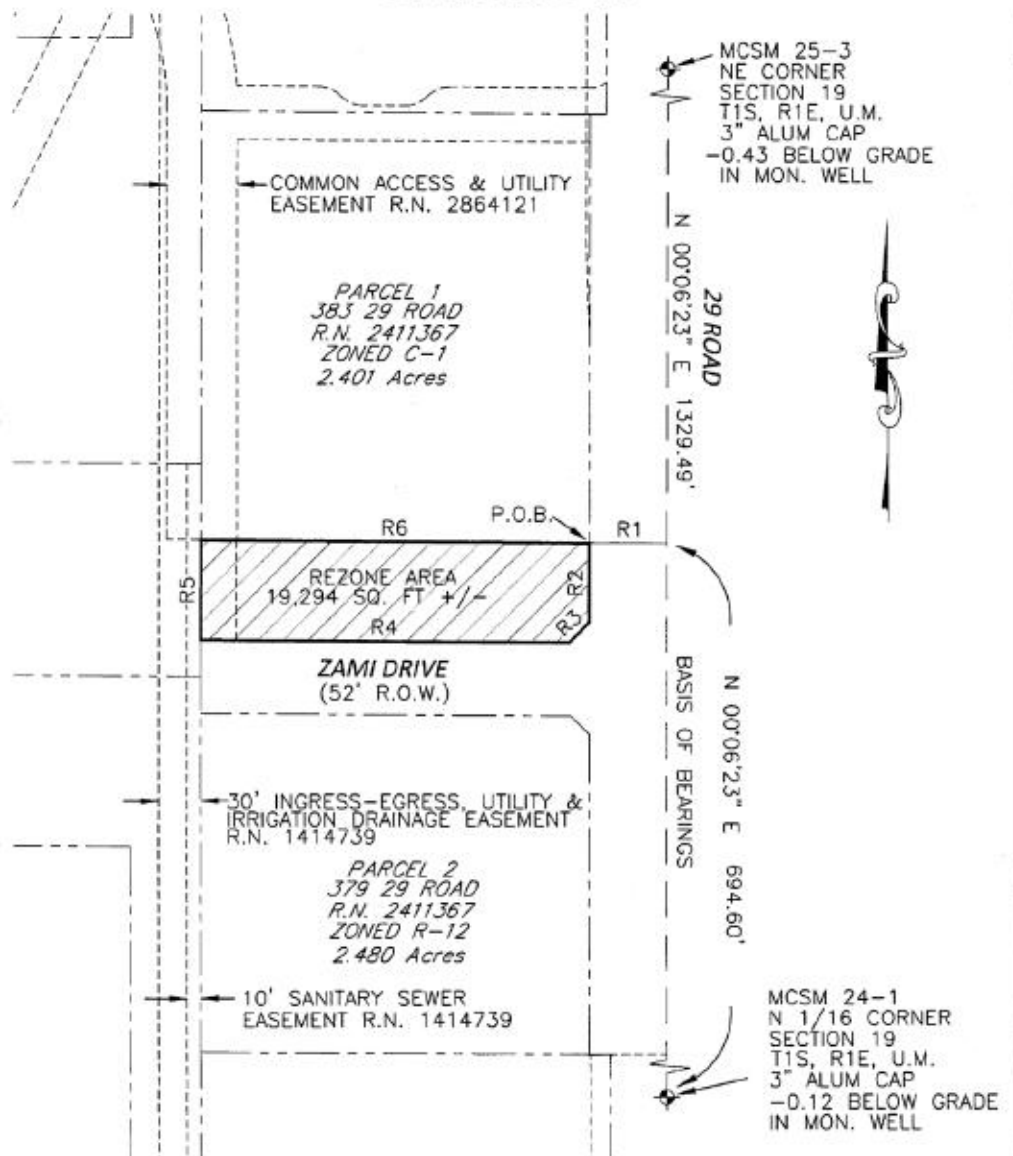 MCSM 25-3
NE CORNER
SECTION 19
T1S, R1E, U.M.
3" ALUM CAP
-0.43 BELOW GRADE
IN MON. WELL
COMMON ACCESS & UTILITY
EASEMENT R.N. 2864121
PARCEL 1
383 29 ROAD
R.N. 2411367
ZONED C-1
2.401 Acres
N 00°06'23" E 1329.49'
29 ROAD
P.O.B.
R6
R1
REZONE AREA
19,294 SQ. FT +/-
R5
R2
R3
R4
ZAMI DRIVE
(52' R.O.W.)
BASIS OF BEARINGS
N 00°06'23" E 694.60'
30' INGRESS-EGRESS, UTILITY &
IRRIGATION DRAINAGE EASEMENT
R.N. 1414739
PARCEL 2
379 29 ROAD
R.N. 2411367
ZONED R-12
2.480 Acres
10' SANITARY SEWER
EASEMENT R.N. 1414739
MCSM 24-1
N 1/16 CORNER
SECTION 19
T1S, R1E, U.M.
3" ALUM CAP
-0.12 BELOW GRADE
IN MON. WELL